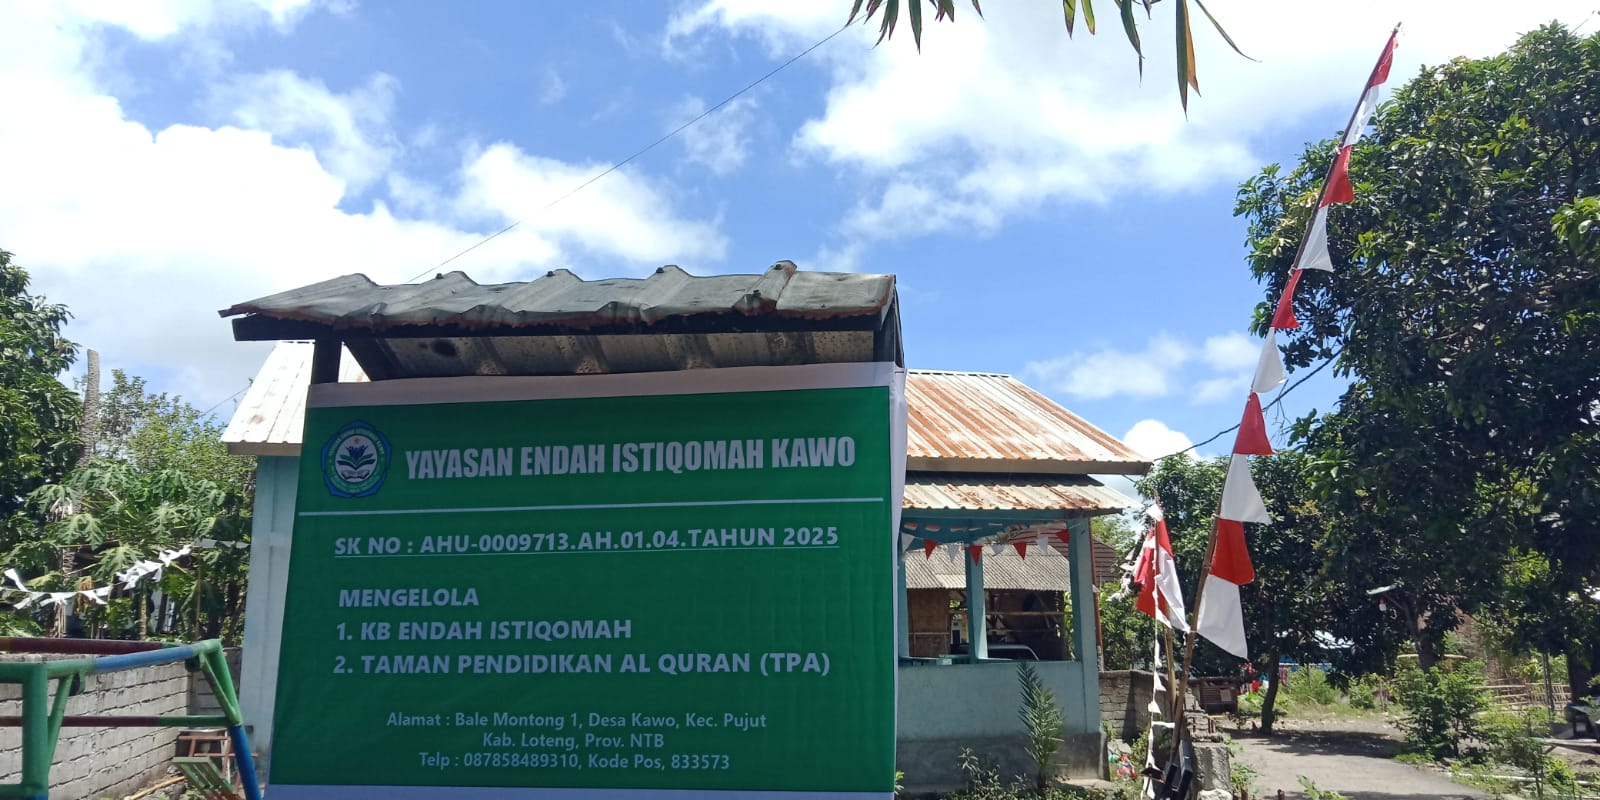 YAYASAN ENDAH ISTIQOMAH KAWO
SK NO : AHU-0009713.AH.01.04.TAHUN 2025
MENGELOLA
1. KB ENDAH ISTIQOMAH
2. TAMAN PENDIDIKAN AL QURAN (TPA)
Alamat : Bale Montong 1, Desa Kawo, Kec. Pujut
Kab. Loteng, Prov. NTB
Telp : 087858489310, Kode Pos, 833573